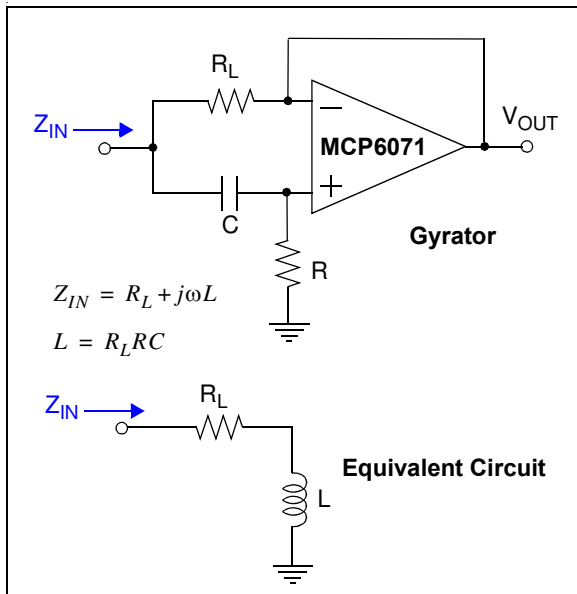 R_L
Z_IN
−
V_OUT
MCP6071
+
C
Gyrator
R
Z_IN = R_L + jωL
L = R_L RC
Z_IN
R_L
Equivalent Circuit
L